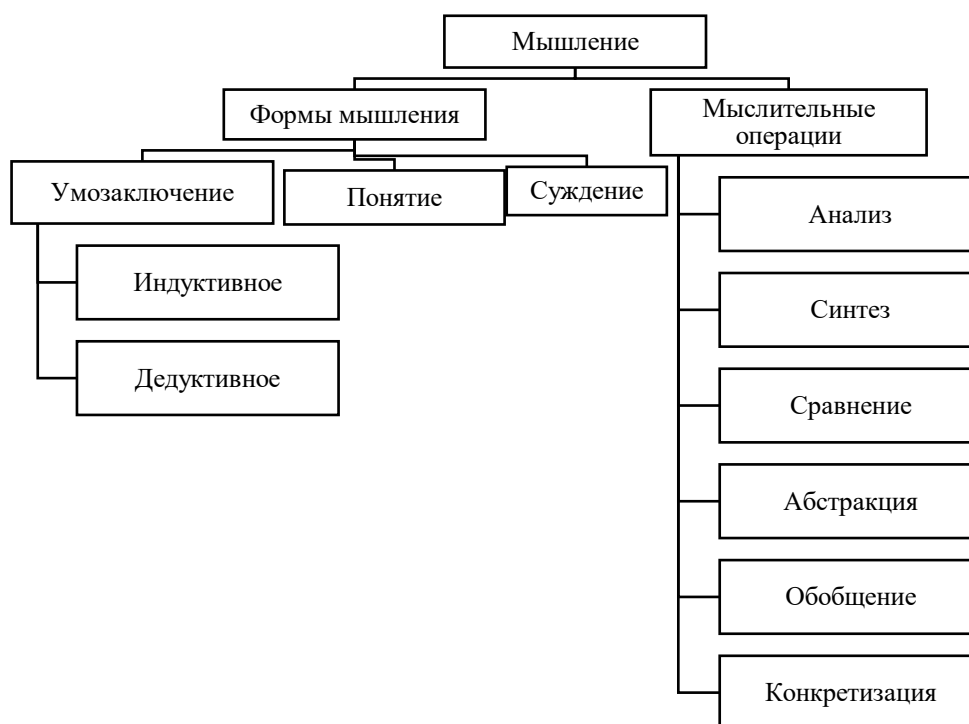 Мышление
Формы мышления
Мыслительные
операции
Умозаключение
Понятие
Суждение
Индуктивное
Дедуктивное
Анализ
Синтез
Сравнение
Абстракция
Обобщение
Конкретизация